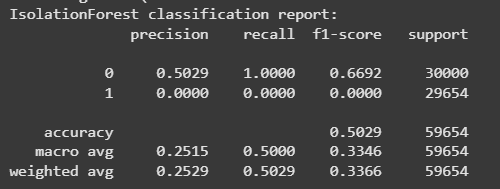 IsolationForest classification report:
precision recall f1-score support
0 0.5029 1.0000 0.6692 30000
1 0.0000 0.0000 0.0000 29654
accuracy 0.5029 59654
macro avg 0.2515 0.5000 0.3346 59654
weighted avg 0.2529 0.5029 0.3366 59654